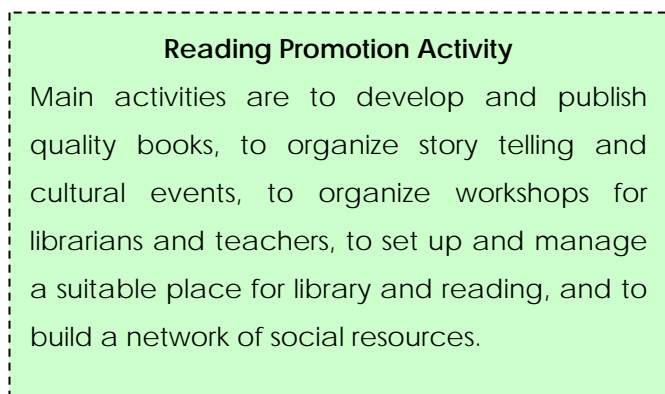 Reading Promotion Activity
Main activities are to develop and publish
quality books, to organize story telling and
cultural events, to organize workshops for
librarians and teachers, to set up and manage
a suitable place for library and reading, and to
build a network of social resources.